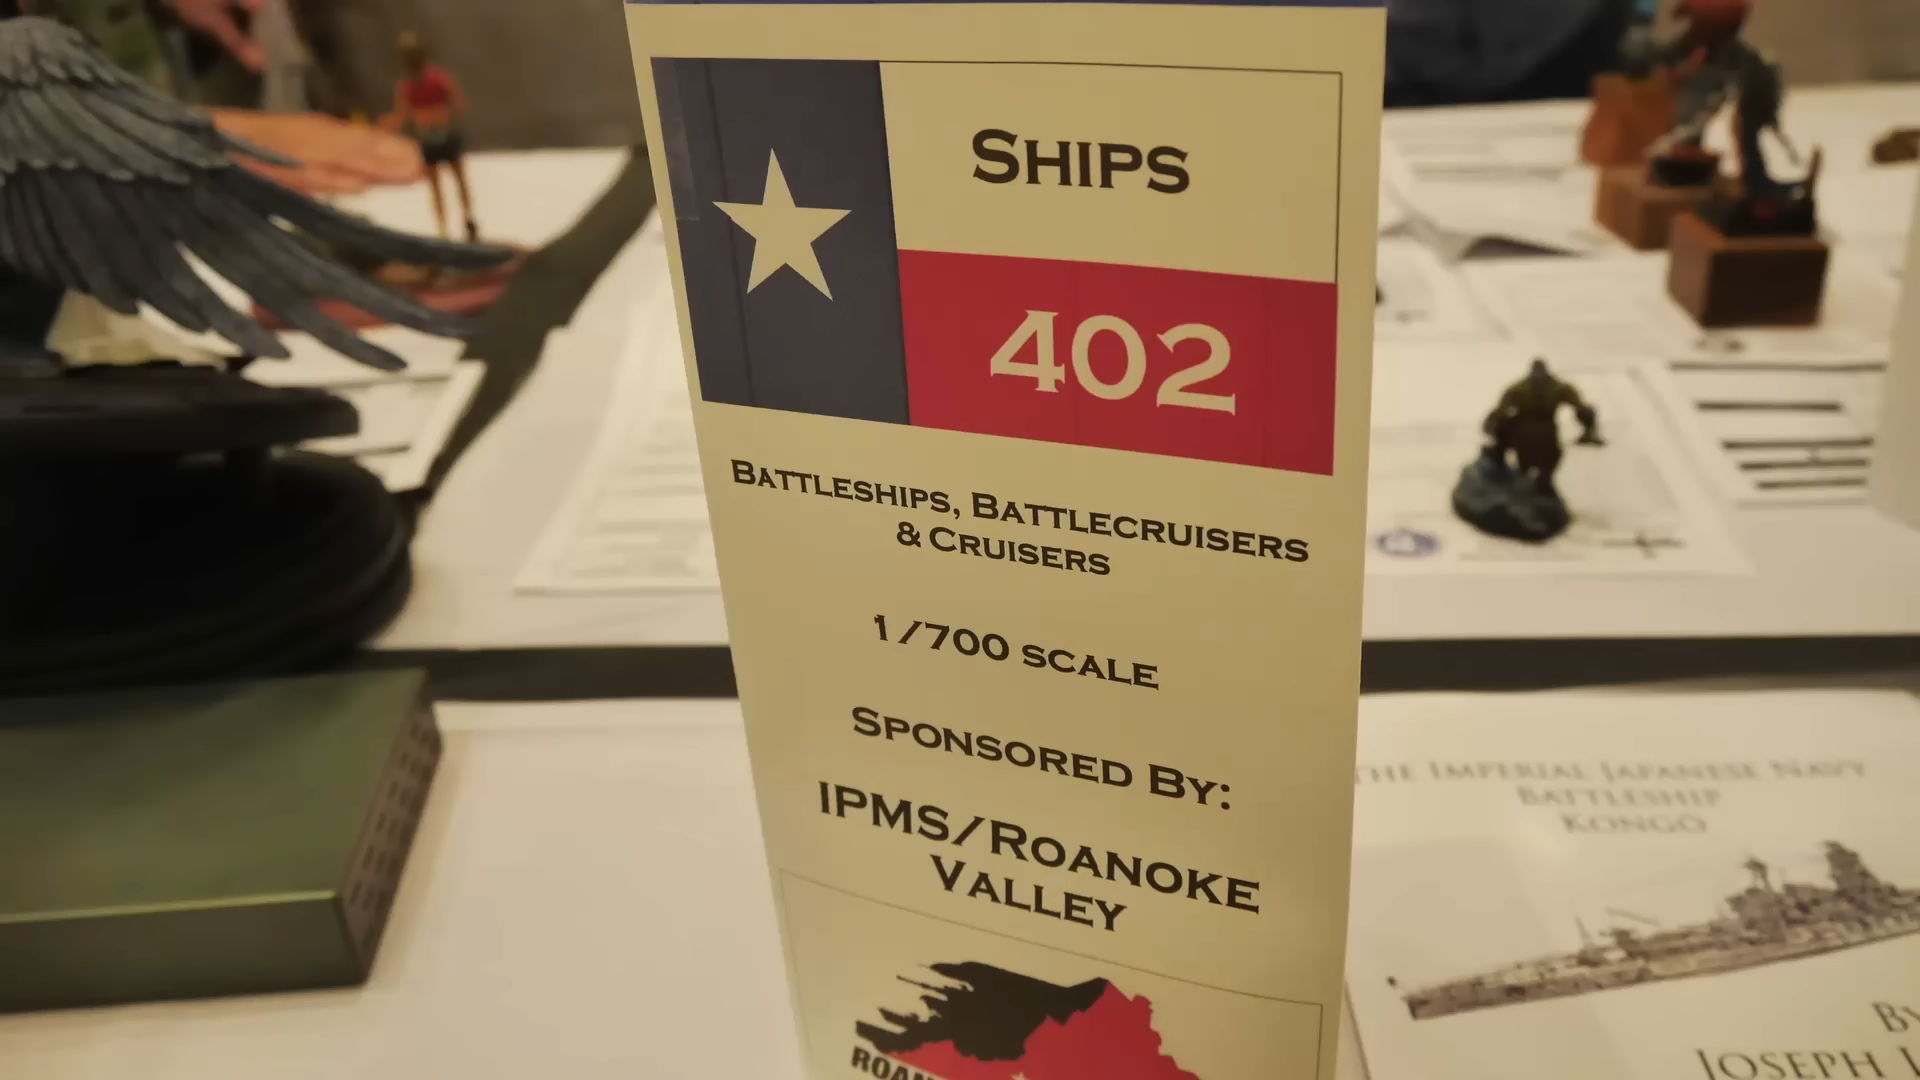 SHIPS
402
BATTLESHIPS, BATTLECRUISERS
& CRUISERS
1/700 SCALE
SPONSORED BY:
IPMS/ROANOKE
VALLEY
THE IMPERIAL JAPANESE NAVY
BATTLESHIP
KONGO
BY
JOSEPH